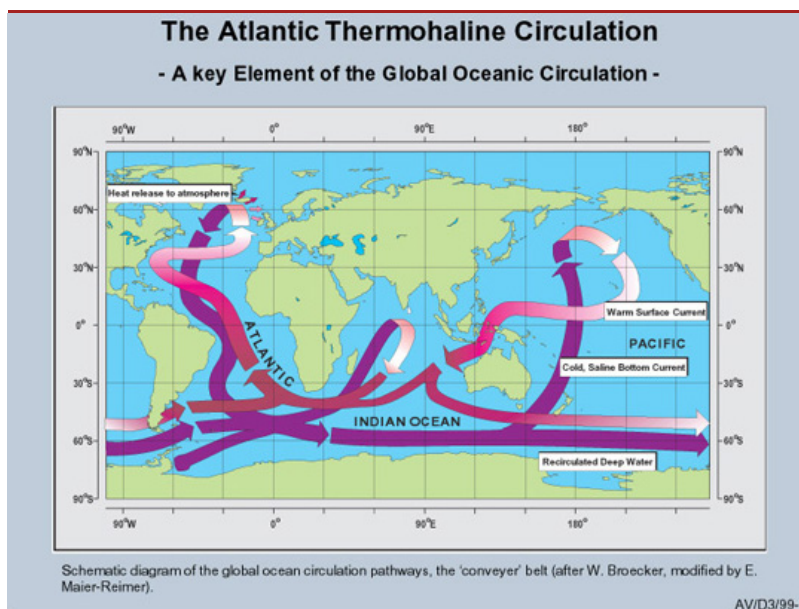 The Atlantic Thermohaline Circulation
- A key Element of the Global Oceanic Circulation -
90°W 0° 90°E 180°
90°N 90°N
Heat release to atmosphere
60°N 60°N
30°N 30°N
Warm Surface Current
0° 0°
ATLANTIC
PACIFIC
Cold, Saline Bottom Current
30°S 30°S
INDIAN OCEAN
60°S 60°S
Recirculated Deep Water
90°S 90°S
90°W 0° 90°E 180°
Schematic diagram of the global ocean circulation pathways, the 'conveyer' belt (after W. Broecker, modified by E.
Maier-Reimer).
AV/D3/99-